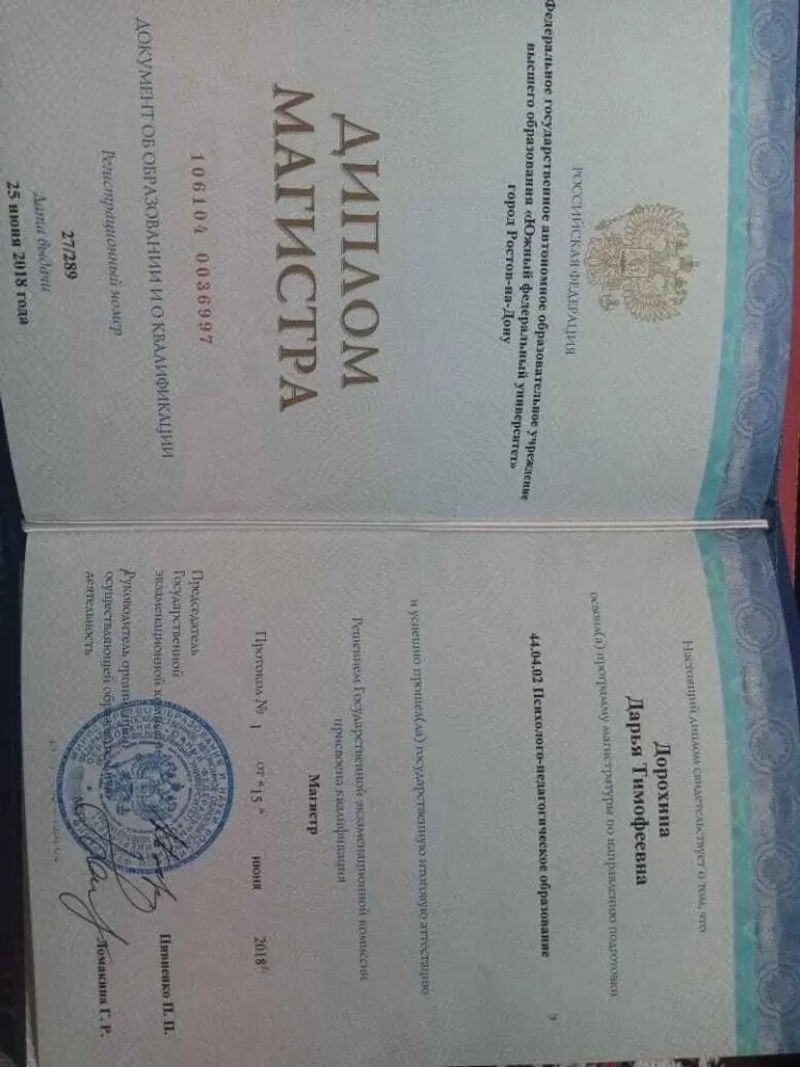 РОССИЙСКАЯ ФЕДЕРАЦИЯ
Федеральное государственное автономное образовательное учреждение
высшего образования «Южный федеральный университет»
город Ростов-на-Дону
ДИПЛОМ
МАГИСТРА
106104 0036997
ДОКУМЕНТ ОБ ОБРАЗОВАНИИ И О КВАЛИФИКАЦИИ
Регистрационный номер
27/289
Дата выдачи
25 июня 2018 года
Настоящий диплом свидетельствует о том, что
Дорохина
Дарья Тимофеевна
освоил(а) программу магистратуры по направлению подготовки
44.04.02 Психолого-педагогическое образование
и успешно прошел(ла) государственную итоговую аттестацию
Решением Государственной экзаменационной комиссии
присвоена квалификация
Магистр
Протокол № 1 от «15» июня 2018 г.
Председатель
Государственной
экзаменационной
Пивненко П. П.
Руководитель
осуществляющей
деятельность
Ломакина Г. Р.